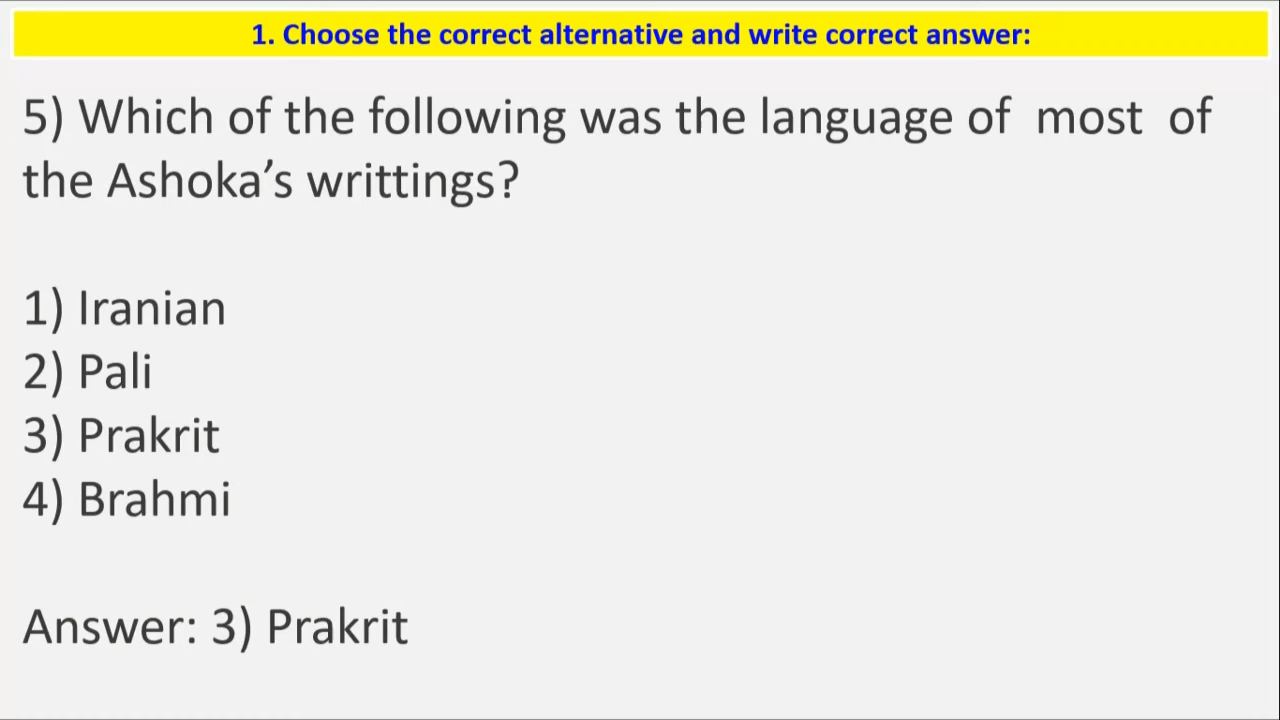 1. Choose the correct alternative and write correct answer:
5) Which of the following was the language of most of
the Ashoka’s writtings?
1) Iranian
2) Pali
3) Prakrit
4) Brahmi
Answer: 3) Prakrit